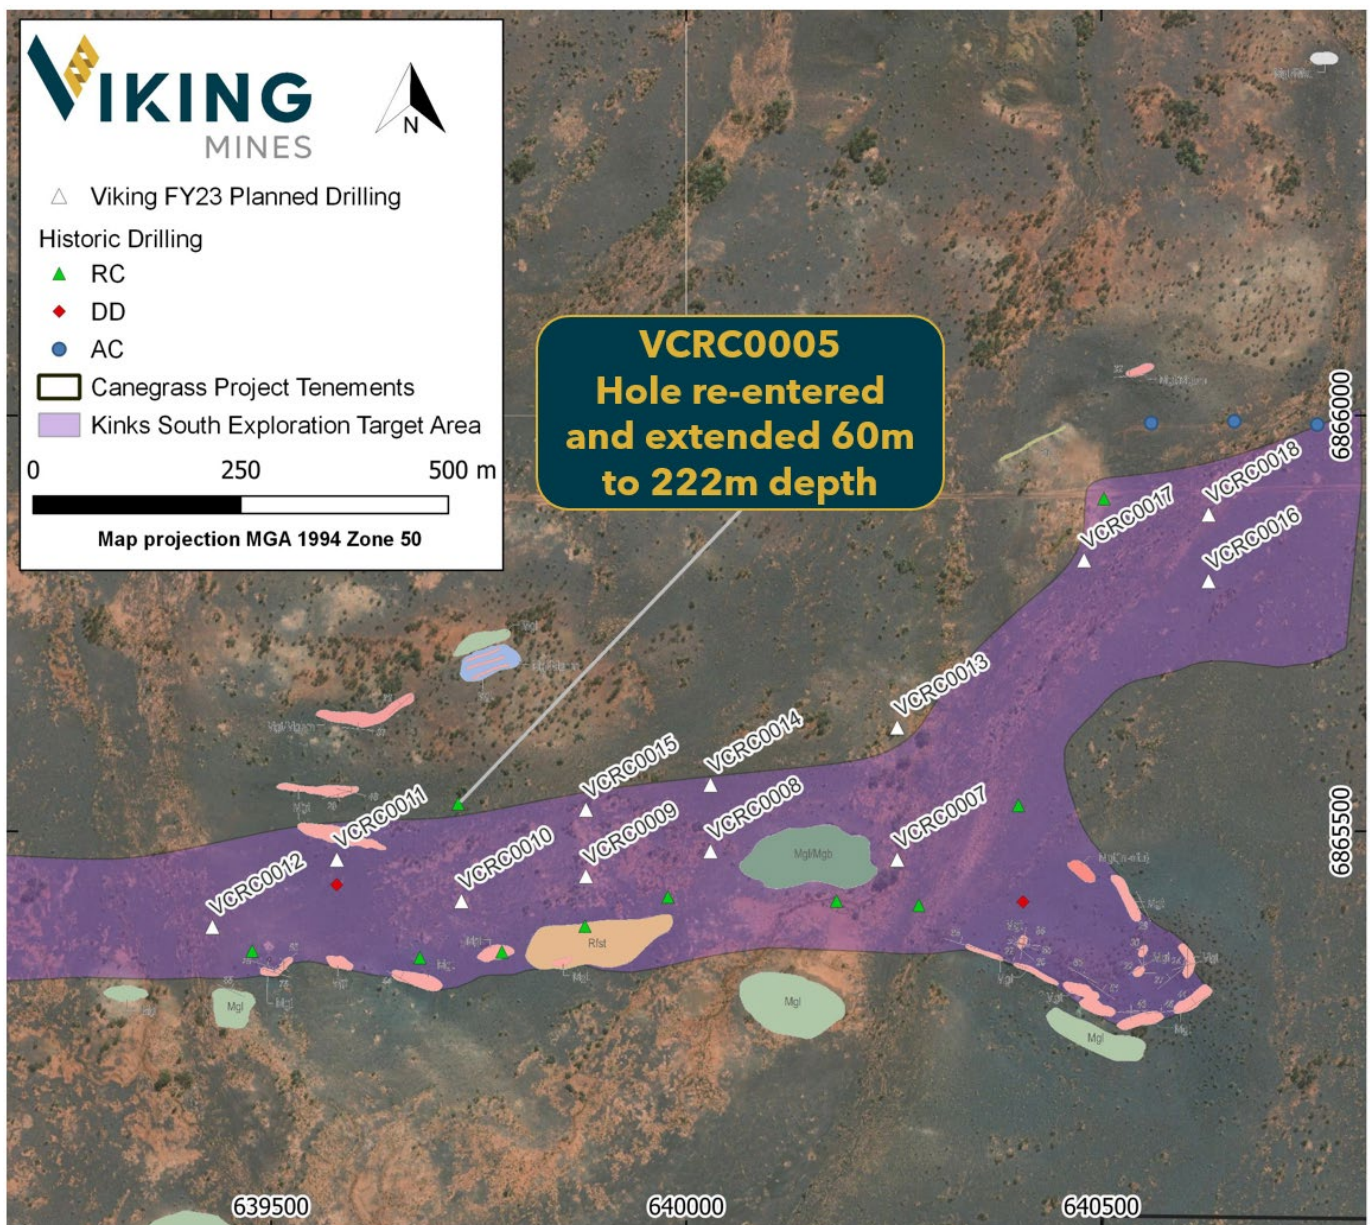 VIKING
MINES
N
Viking FY23 Planned Drilling
Historic Drilling
RC
DD
AC
Canegrass Project Tenements
Kinks South Exploration Target Area
0 250 500 m
Map projection MGA 1994 Zone 50
VCRC0005
Hole re-entered
and extended 60m
to 222m depth
6866000
VCRC0018
VCRC0017
VCRC0016
VCRC0013
VCRC0014
VCRC0015
VCRC0011
VCRC0008
VCRC0007
VCRC0009
VCRC0010
VCRC0012
6865500
Mgl/Mgb
Rfst
Mgl
Mgl
Mgl
639500
640000
640500